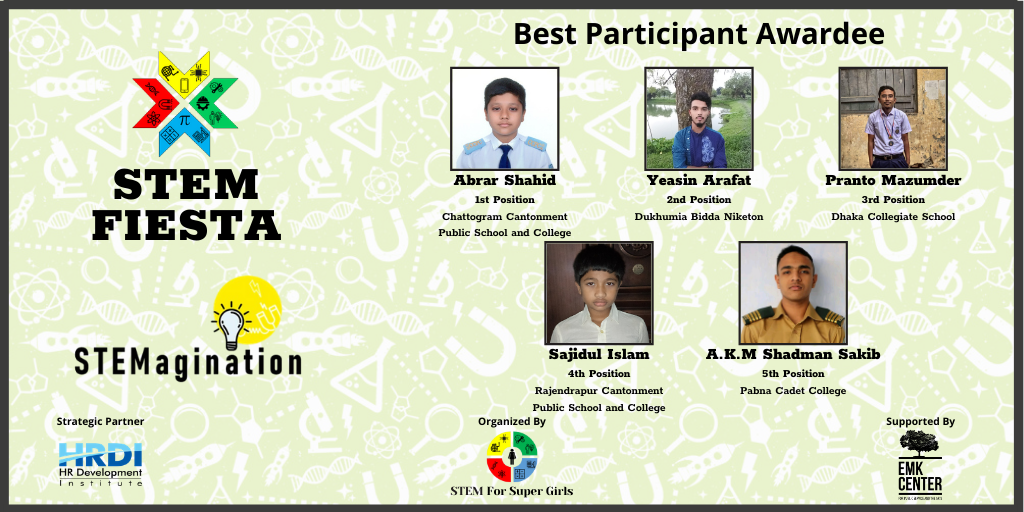 Best Participant Awardee
STEM
FIESTA
STEMagination
Abrar Shahid
1st Position
Chattogram Cantonment
Public School and College
Yeasin Arafat
2nd Position
Dukhumia Bidda Niketon
Pranto Mazumder
3rd Position
Dhaka Collegiate School
Sajidul Islam
4th Position
Rajendrapur Cantonment
Public School and College
A.K.M Shadman Sakib
5th Position
Pabna Cadet College
Strategic Partner
HRDI
HR Development
Institute
Organized By
STEM For Super Girls
Supported By
EMK
CENTER